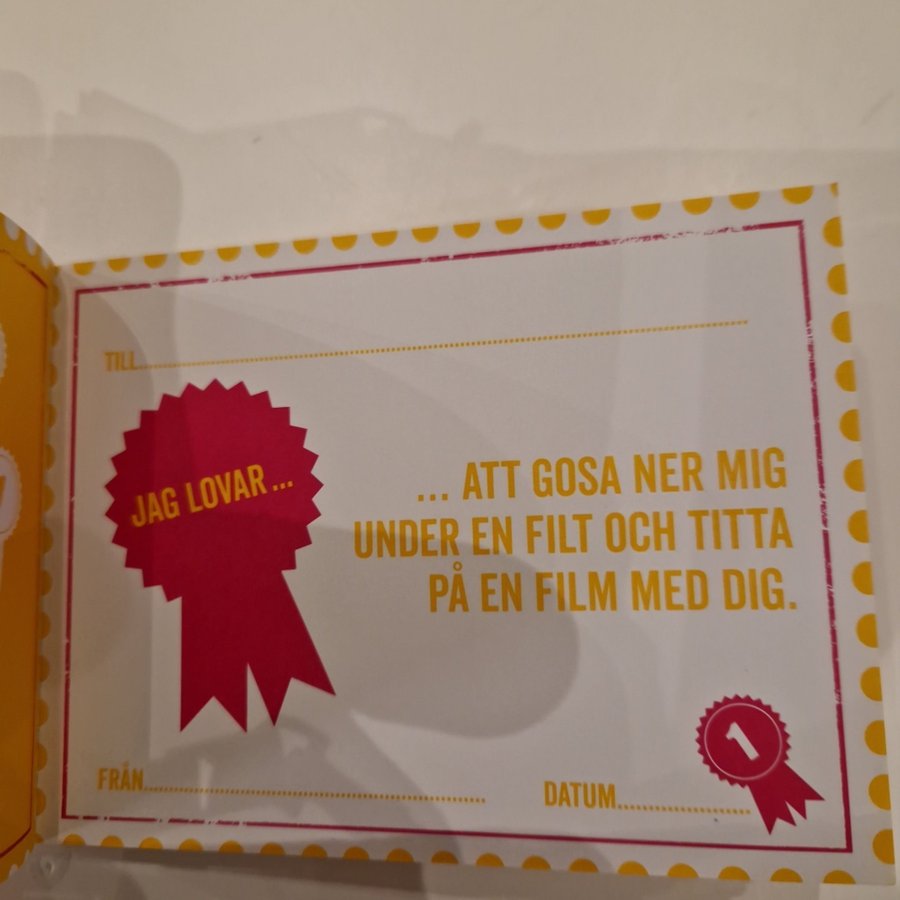 TILL
JAG LOVAR ...
... ATT GOSA NER MIG
UNDER EN FILT OCH TITTA
PÅ EN FILM MED DIG.
FRÅN
DATUM
1